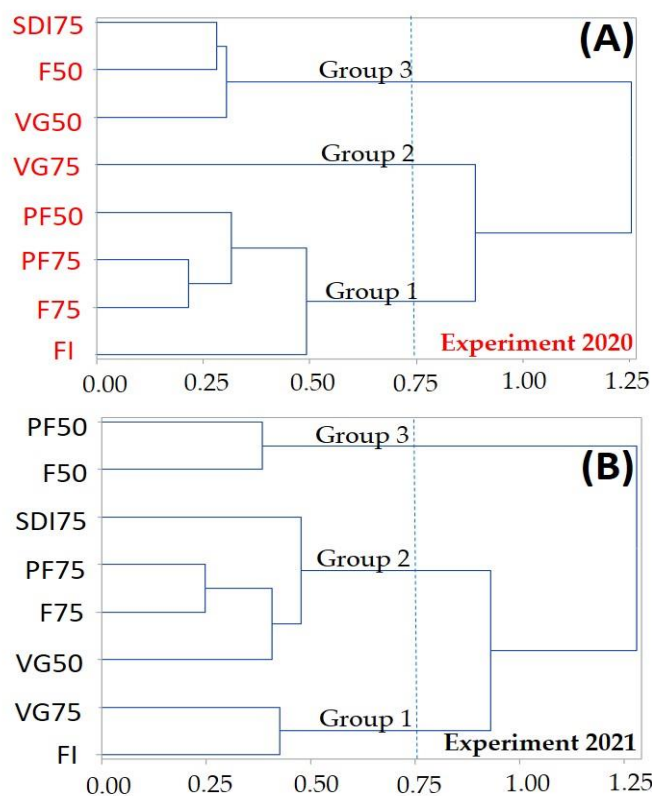 (A)
SDI75
F50
Group 3
VG50
Group 2
VG75
PF50
PF75
F75
Group 1
FI
Experiment 2020
0.00 0.25 0.50 0.75 1.00 1.25
PF50
Group 3
(B)
F50
SDI75
PF75
Group 2
F75
VG50
VG75
Group 1
FI
Experiment 2021
0.00 0.25 0.50 0.75 1.00 1.25